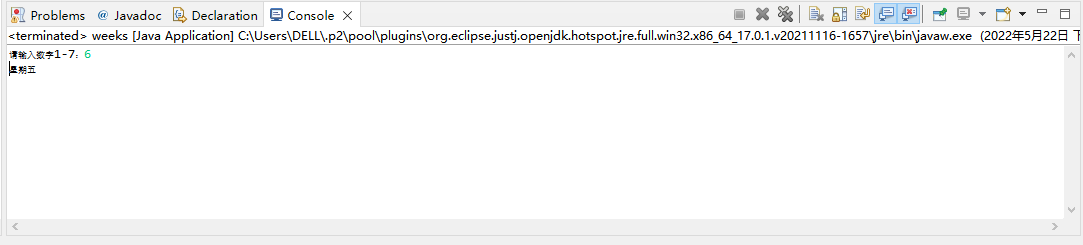 Problems @ Javadoc Declaration Console
<terminated> weeks [Java Application] C:\Users\DELL\.p2\pool\plugins\org.eclipse.justj.openjdk.hotspot.jre.full.win32.x86_64_17.0.1.v20211116-1657\jre\bin\javaw.exe (2022年5月22日 下
请输入数字1-7：6
星期五